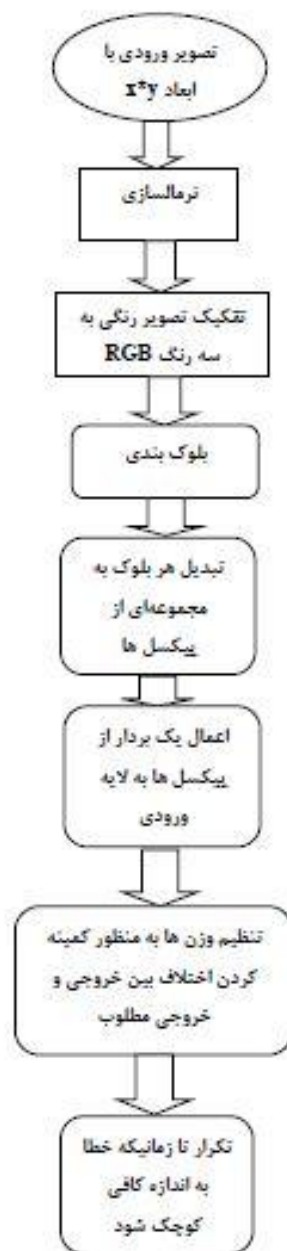 تصویر ورودی با
ابعاد x*y
نرمالسازی
تفکیک تصویر رنگی به
سه رنگ RGB
بلوک بندی
تبدیل هر بلوک به
مجموعه‌ای از
پیکسل ها
اعمال یک بردار از
پیکسل ها به لایه
ورودی
تنظیم وزن ها به منظور کمینه
کردن اختلاف بین خروجی و
خروجی مطلوب
تکرار تا زمانیکه خطا
به اندازه کافی
کوچک شود